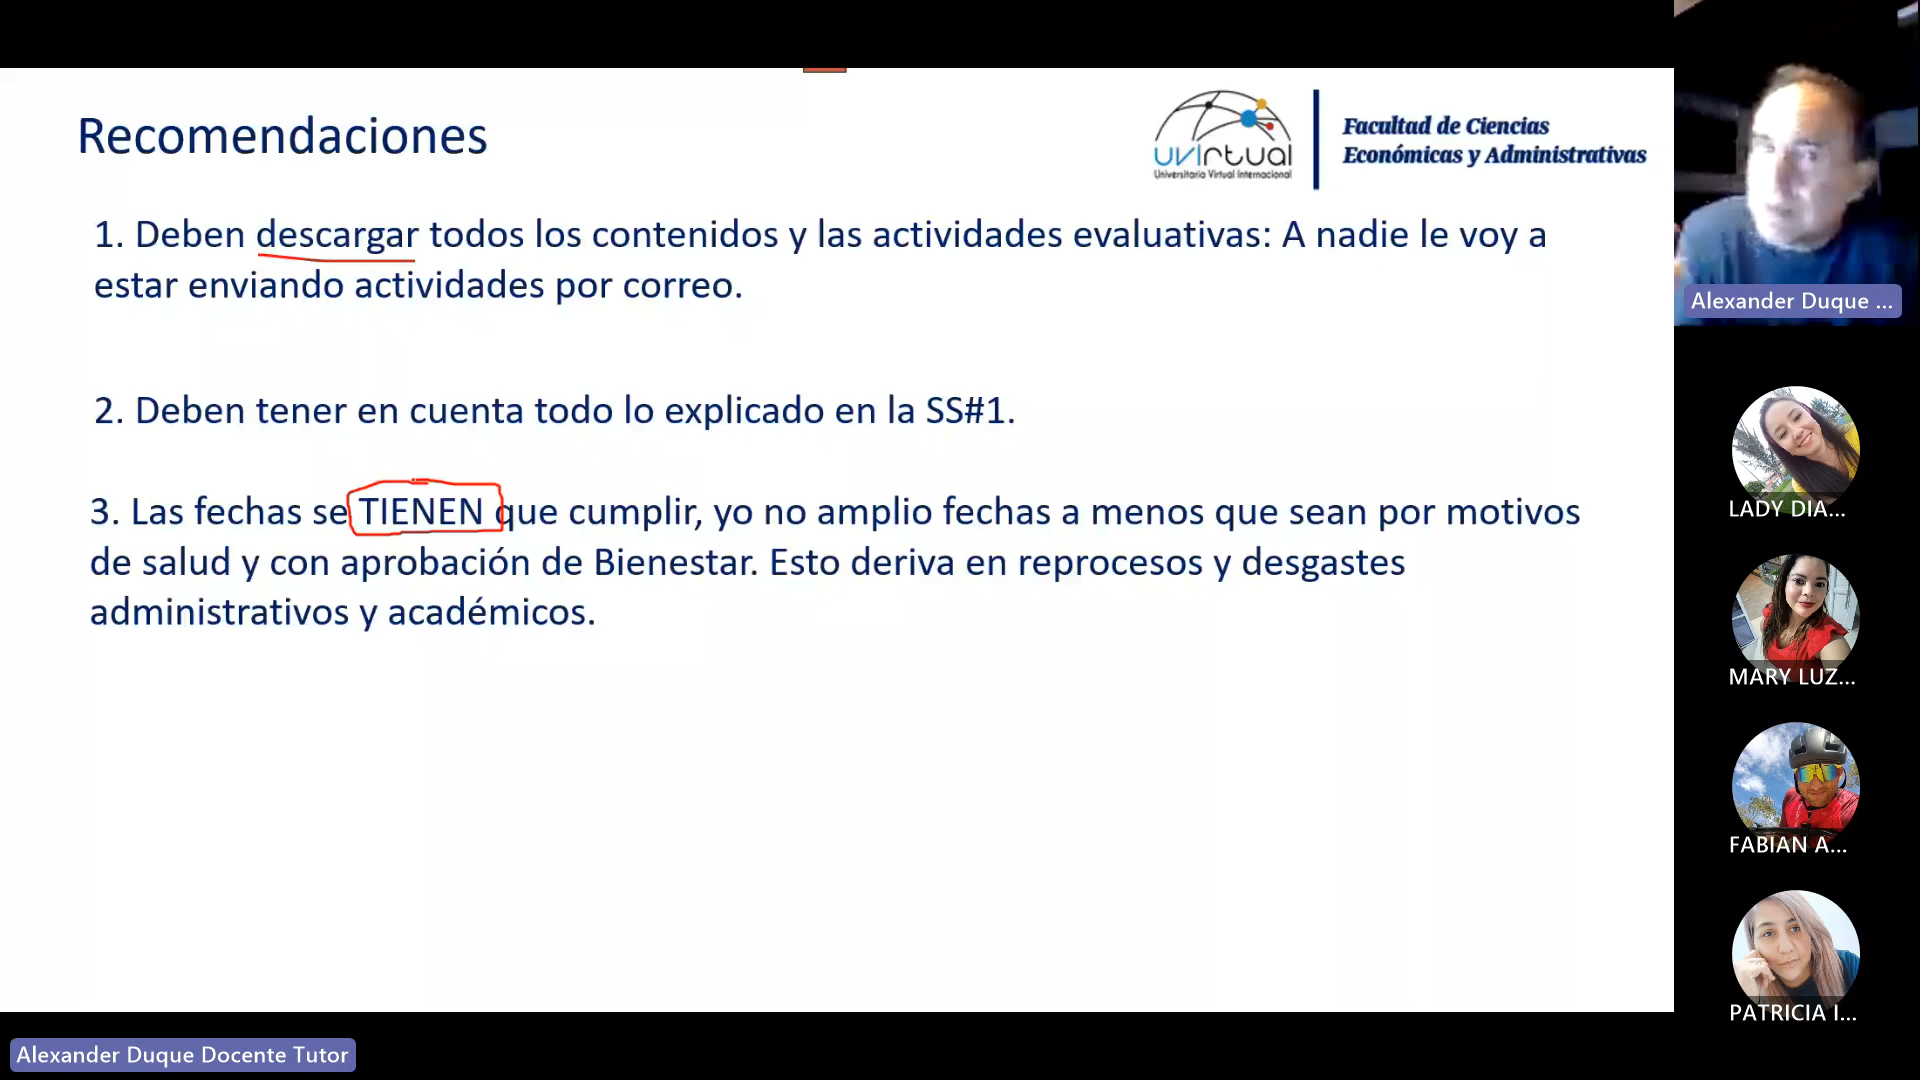 Recomendaciones
uvirtual
Universitaria Virtual Internacional
Facultad de Ciencias
Económicas y Administrativas
1. Deben descargar todos los contenidos y las actividades evaluativas: A nadie le voy a
estar enviando actividades por correo.
2. Deben tener en cuenta todo lo explicado en la SS#1.
3. Las fechas se TIENEN que cumplir, yo no amplio fechas a menos que sean por motivos
de salud y con aprobación de Bienestar. Esto deriva en reprocesos y desgastes
administrativos y académicos.
Alexander Duque ...
LADY DIA...
MARY LUZ...
FABIAN A...
PATRICIA I...
Alexander Duque Docente Tutor